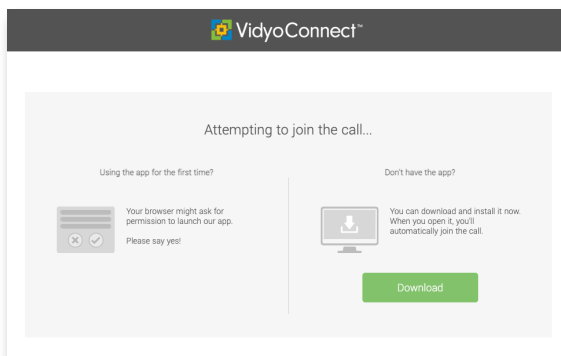 VidyoConnect™
Attempting to join the call...
Using the app for the first time?
Your browser might ask for
permission to launch our app.
Please say yes!
Don't have the app?
You can download and install it now.
When you open it, you'll
automatically join the call.
Download